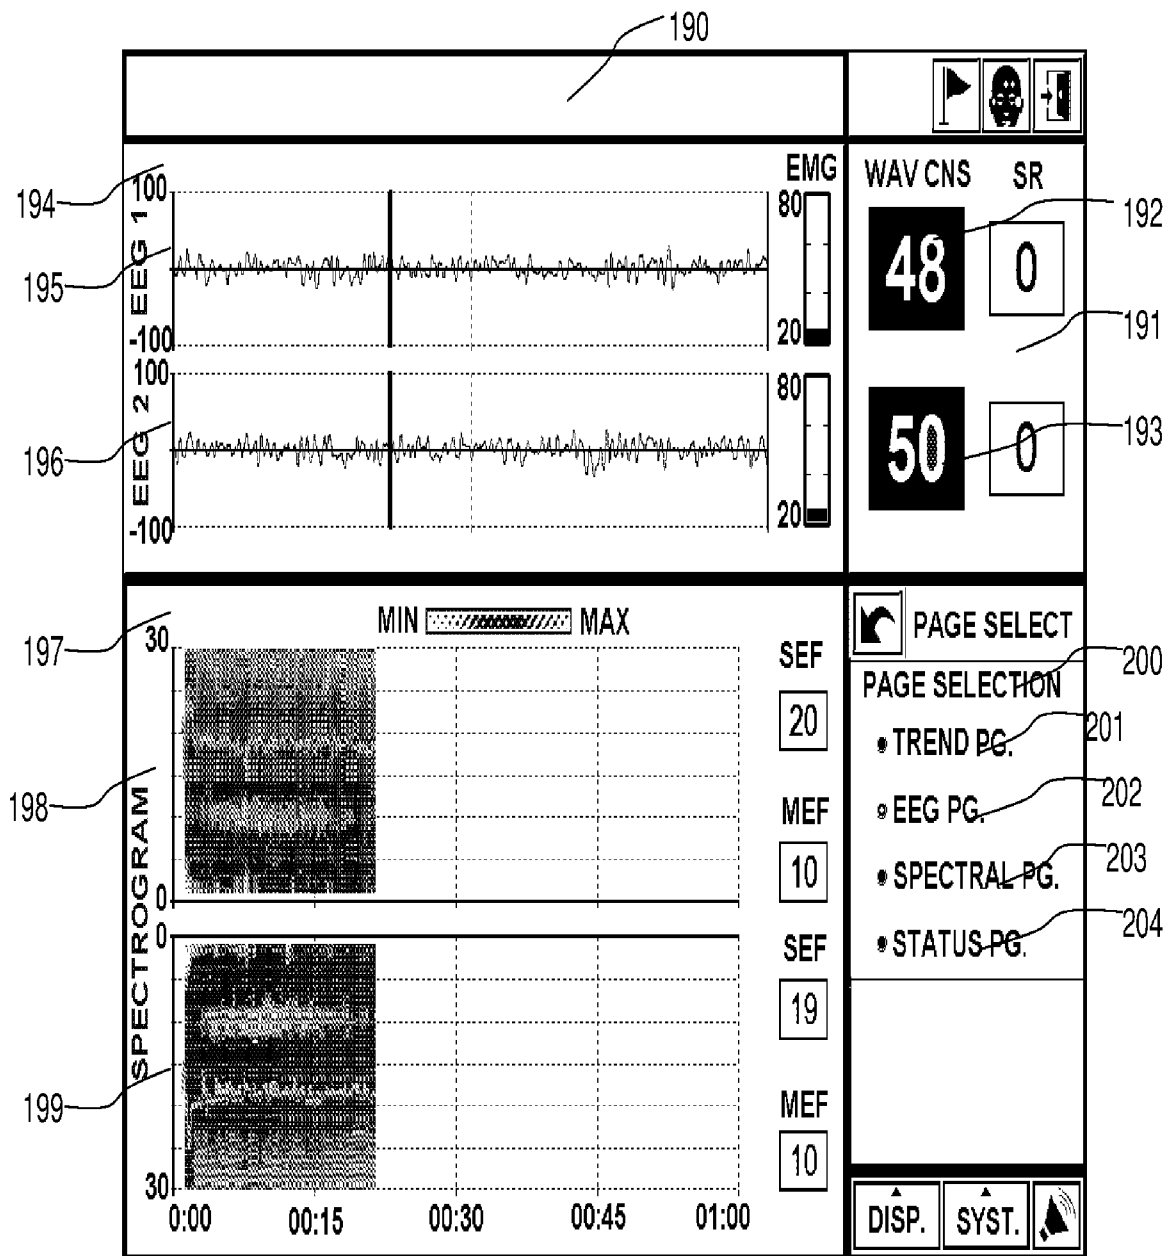 190
EMG
WAV CNS SR
194
100
80
192
EEG 1
48
0
195
191
-100
20
100
80
EEG 2
50
0
193
196
-100
20
MIN MAX
PAGE SELECT
197
30
SEF
200
PAGE SELECTION
20
201
TREND PG.
198
202
MEF
EEG PG.
10
203
SPECTRAL PG.
SPECTROGRAM
0
0
204
SEF
STATUS PG.
19
199
MEF
10
30
0:00 00:15 00:30 00:45 01:00
DISP. SYST.